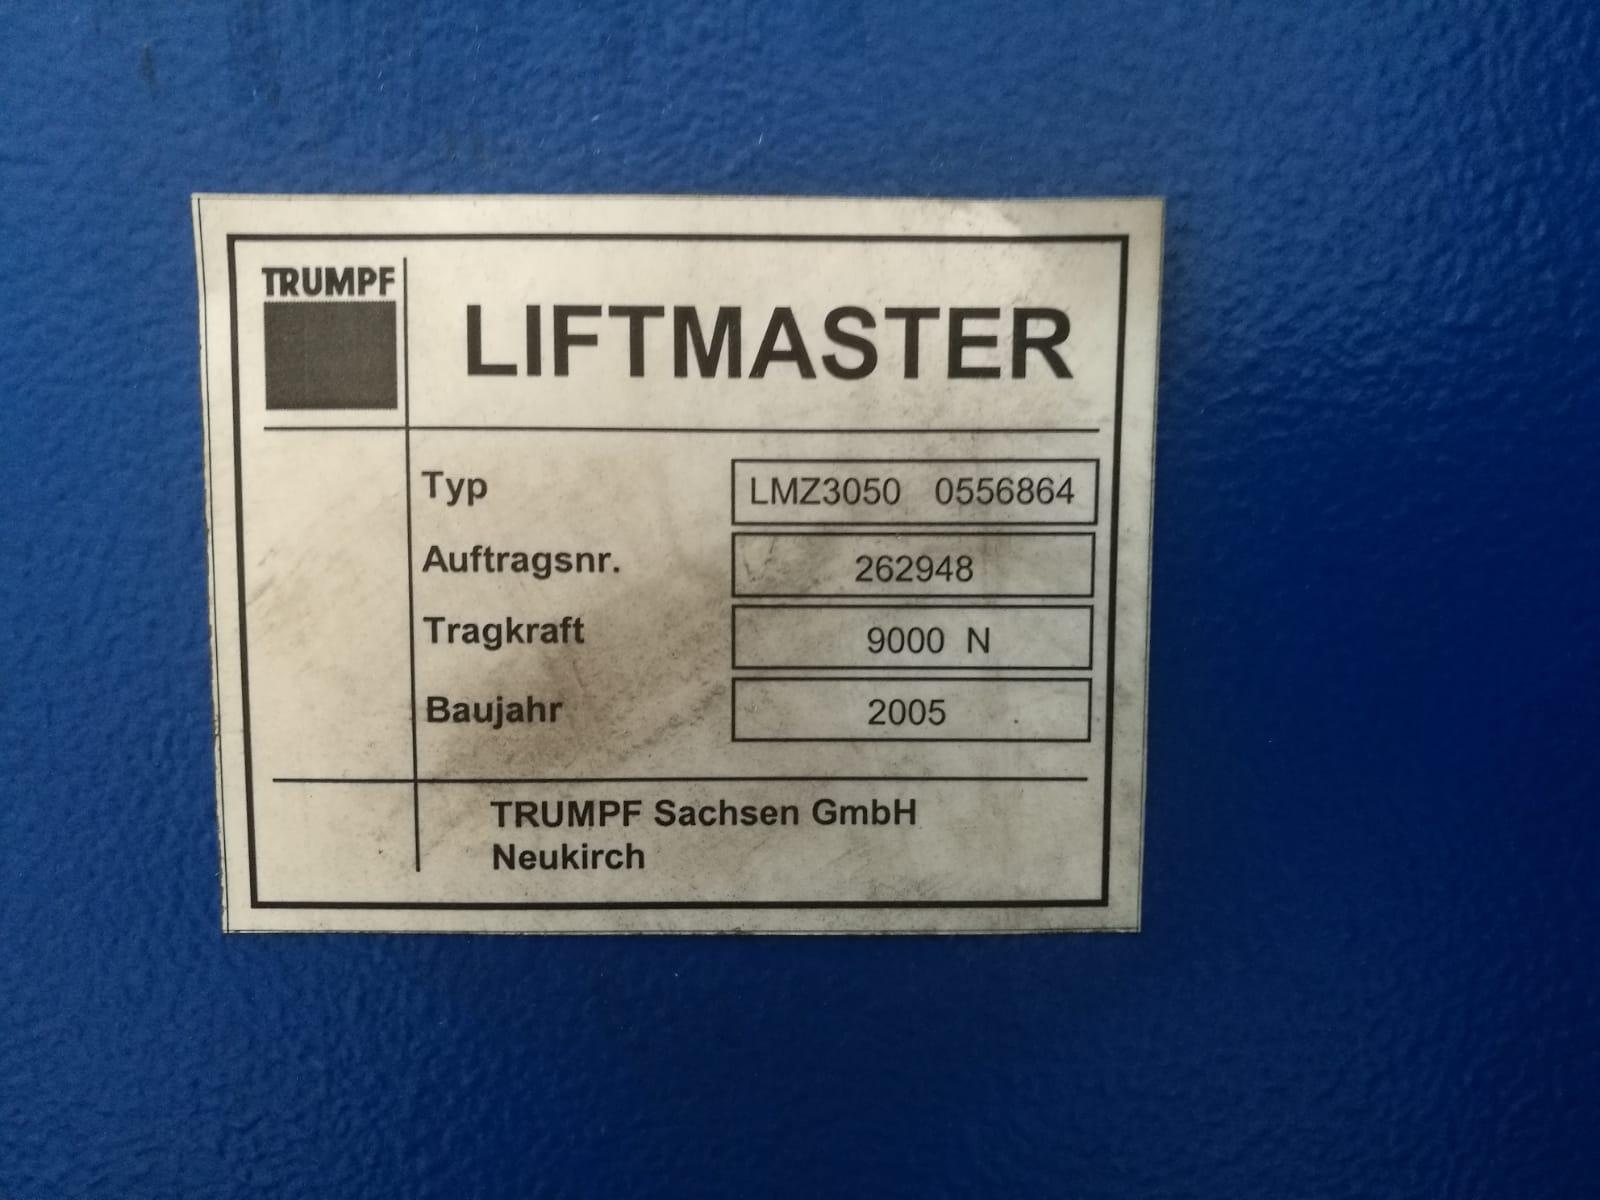 TRUMPF
LIFTMASTER
Typ LMZ3050 0556864
Auftragsnr. 262948
Tragkraft 9000 N
Baujahr 2005
TRUMPF Sachsen GmbH
Neukirch